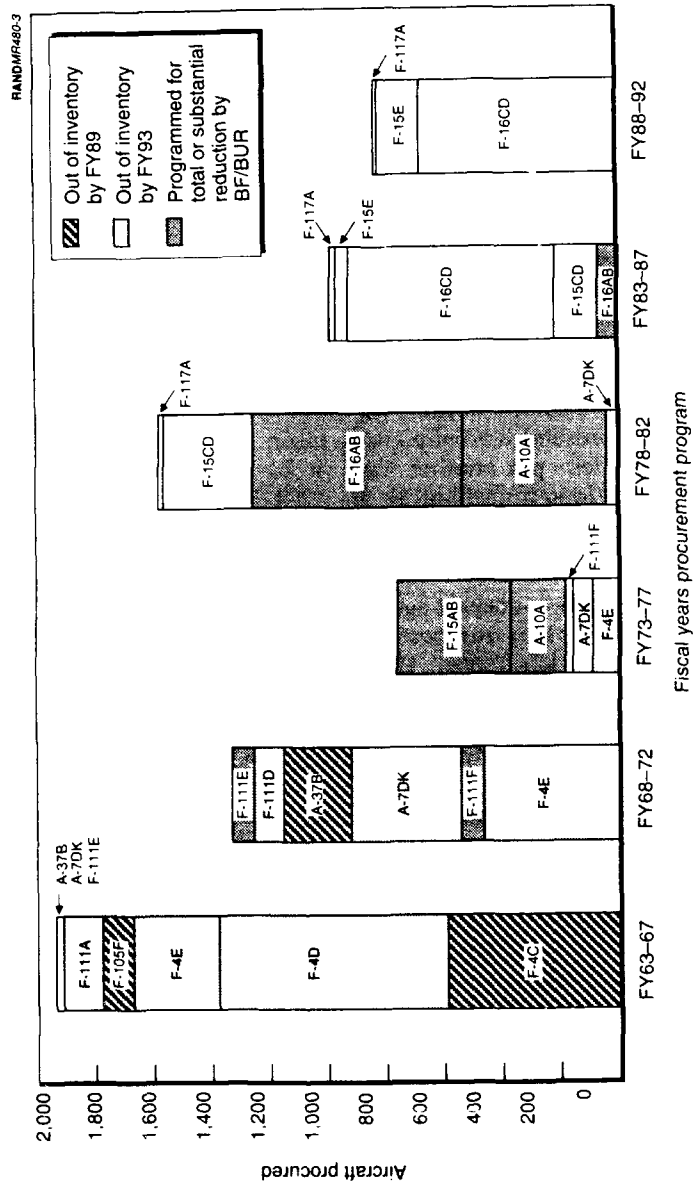 RANDMR480-3
Out of inventory
by FY89
Out of inventory
by FY93
Programmed for
total or substantial
reduction by
BF/BUR
Aircraft procured
2,000
1,800
1,600
1,400
1,200
1,000
800
600
400
200
0
A-37B
A-7DK
F-111E
F-111A
F-105F
F-4E
F-4D
F-4C
FY63–67
F-111E
F-111D
A-37B
A-7DK
F-111F
F-4E
FY68–72
F-15AB
A-10A
F-111F
A-7DK
F-4E
FY73–77
F-117A
F-15CD
F-16AB
A-10A
A-7DK
FY78–82
F-117A
F-15E
F-16CD
F-15CD
F-16AB
FY83–87
F-117A
F-15E
F-16CD
FY88–92
Fiscal years procurement program